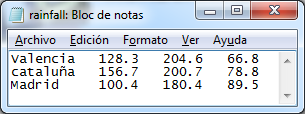 rainfall: Bloc de notas
Archivo Edición Formato Ver Ayuda
Valencia 128.3 204.6 66.8
Cataluña 156.7 200.7 78.8
Madrid 100.4 180.4 89.5